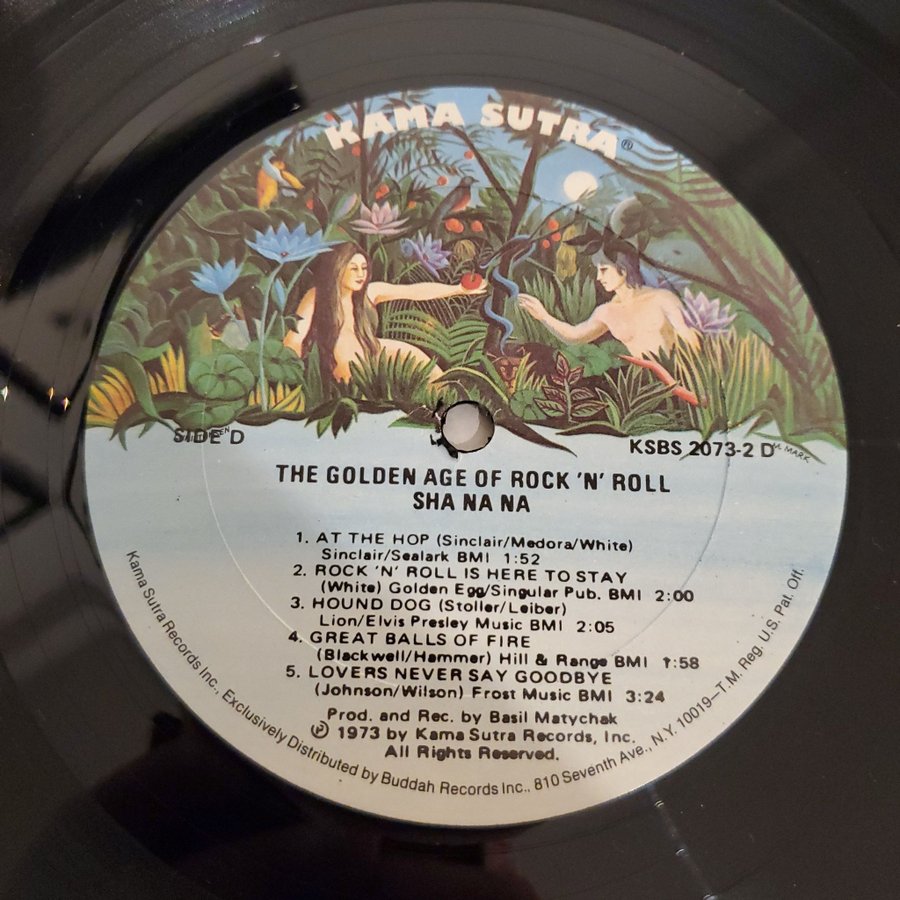 KAMA SUTRA®
SIDE D
KSBS 2073-2 D
M. MARK
THE GOLDEN AGE OF ROCK 'N' ROLL
SHA NA NA
1. AT THE HOP (Sinclair/Medora/White)
Sinclair/Sealark BMI 1:52
2. ROCK 'N' ROLL IS HERE TO STAY
(White) Golden Egg/Singular Pub. BMI 2:00
3. HOUND DOG (Stoller/Leiber)
Lion/Elvis Presley Music BMI 2:05
4. GREAT BALLS OF FIRE
(Blackwell/Hammer) Hill & Range BMI 1:58
5. LOVERS NEVER SAY GOODBYE
(Johnson/Wilson) Frost Music BMI 3:24
Prod. and Rec. by Basil Matychak
℗ 1973 by Kama Sutra Records, Inc.
All Rights Reserved.
Kama Sutra Records Inc., Exclusively Distributed by Buddah Records Inc., 810 Seventh Ave., N.Y. 10019—T.M. Reg. U.S. Pat. Off.